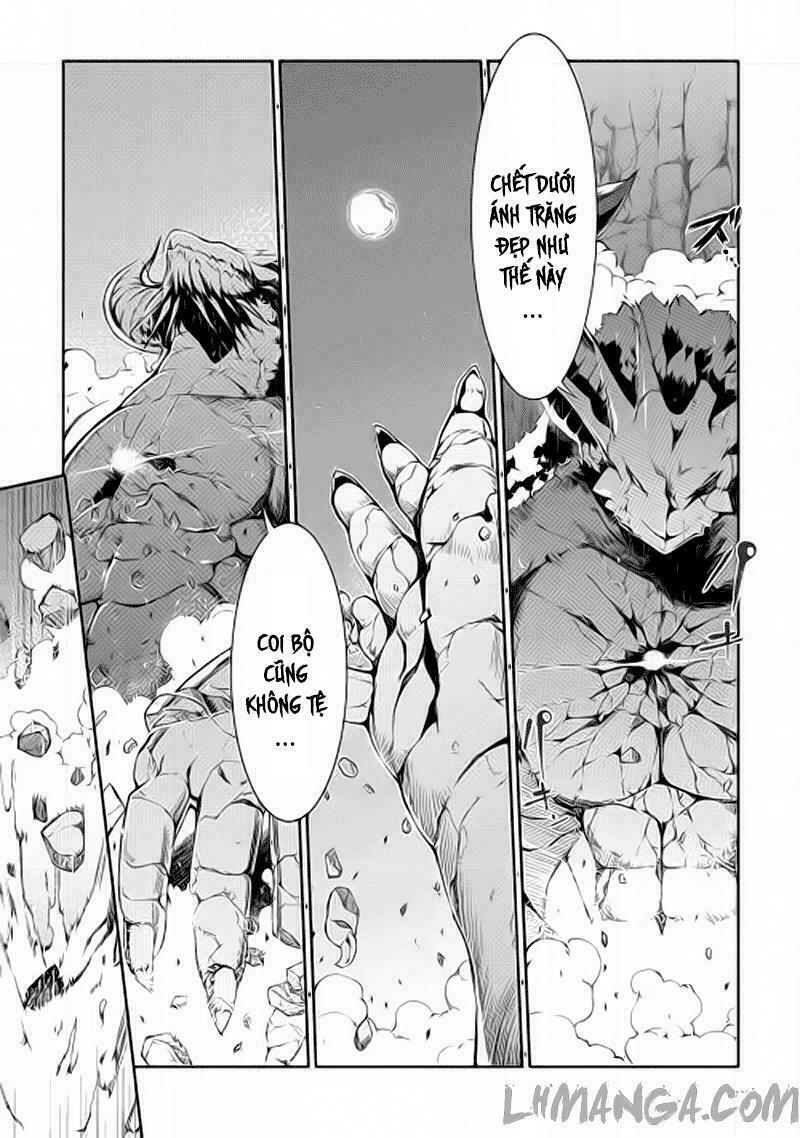 CHẾT DƯỚI
ÁNH TRĂNG
ĐẸP NHƯ
THẾ NÀY
...
COI BỘ
CŨNG
KHÔNG TỆ
...
LHMANGA.COM